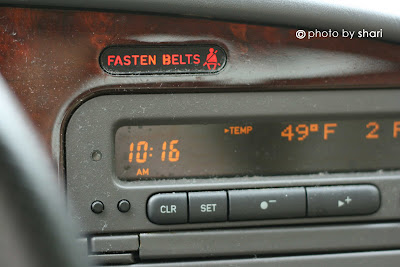 © photo by shari
FASTEN BELTS
▸TEMP 49°F 2 F
10:16
AM
CLR SET ●− ▸+